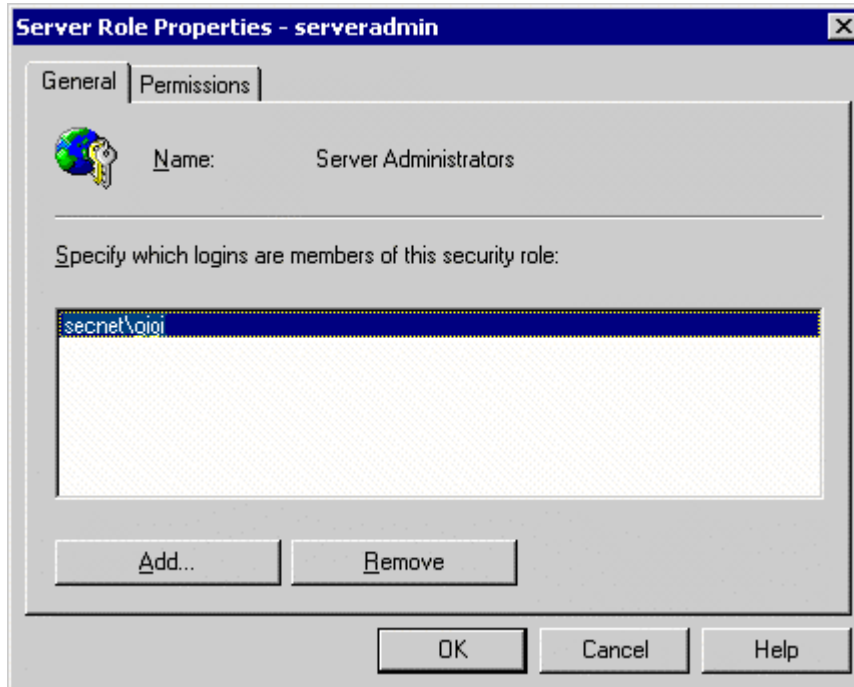 Server Role Properties - serveradmin
General Permissions
Name: Server Administrators
Specify which logins are members of this security role:
secnet\ojoj
Add... Remove
OK Cancel Help